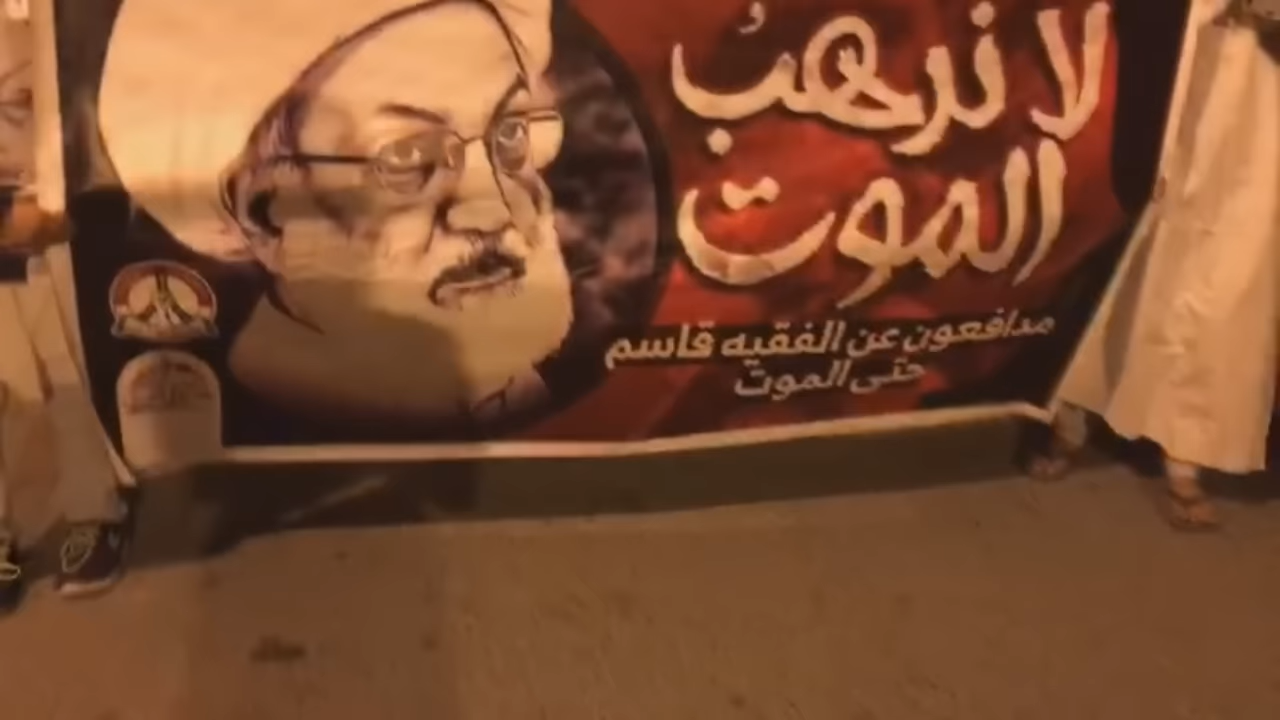 لا نرهبُ
الموت
مدافعون عن الفقيه قاسم
حتى الموت